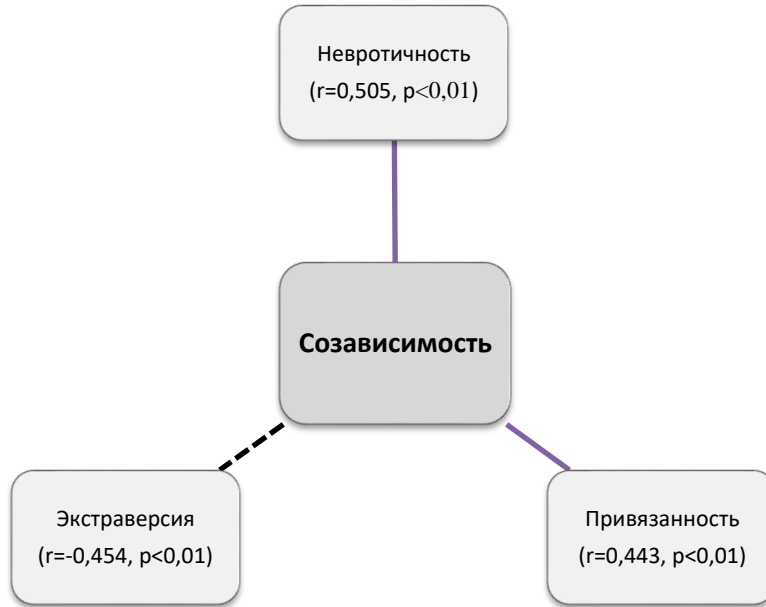 Невротичность
(r=0,505, p<0,01)
Созависимость
Экстраверсия
(r=-0,454, p<0,01)
Привязанность
(r=0,443, p<0,01)